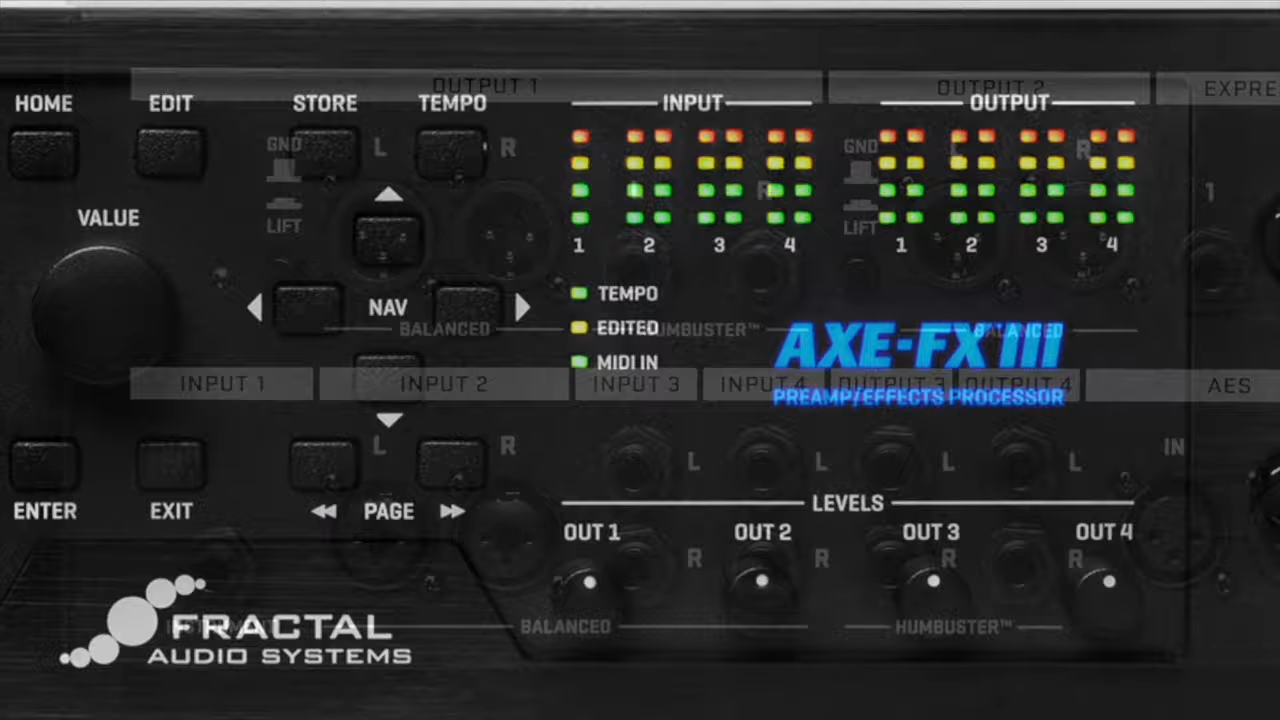 OUTPUT 1 OUTPUT 2 EXPRE
HOME EDIT STORE TEMPO INPUT OUTPUT
GND L R GND L R
VALUE R 1
LIFT LIFT
1 2 3 4 1 2 3 4
TEMPO
NAV
BALANCED EDITED HUMBUSTER™ BALANCED
AXE-FX III
MIDI IN
INPUT 1 INPUT 2 INPUT 3 INPUT 4 OUTPUT 3 OUTPUT 4 AES
PREAMP/EFFECTS PROCESSOR
L R L L L L IN
LEVELS
ENTER EXIT PAGE
OUT 1 OUT 2 OUT 3 OUT 4
R R R R
FRACTAL
BALANCED HUMBUSTER™
AUDIO SYSTEMS